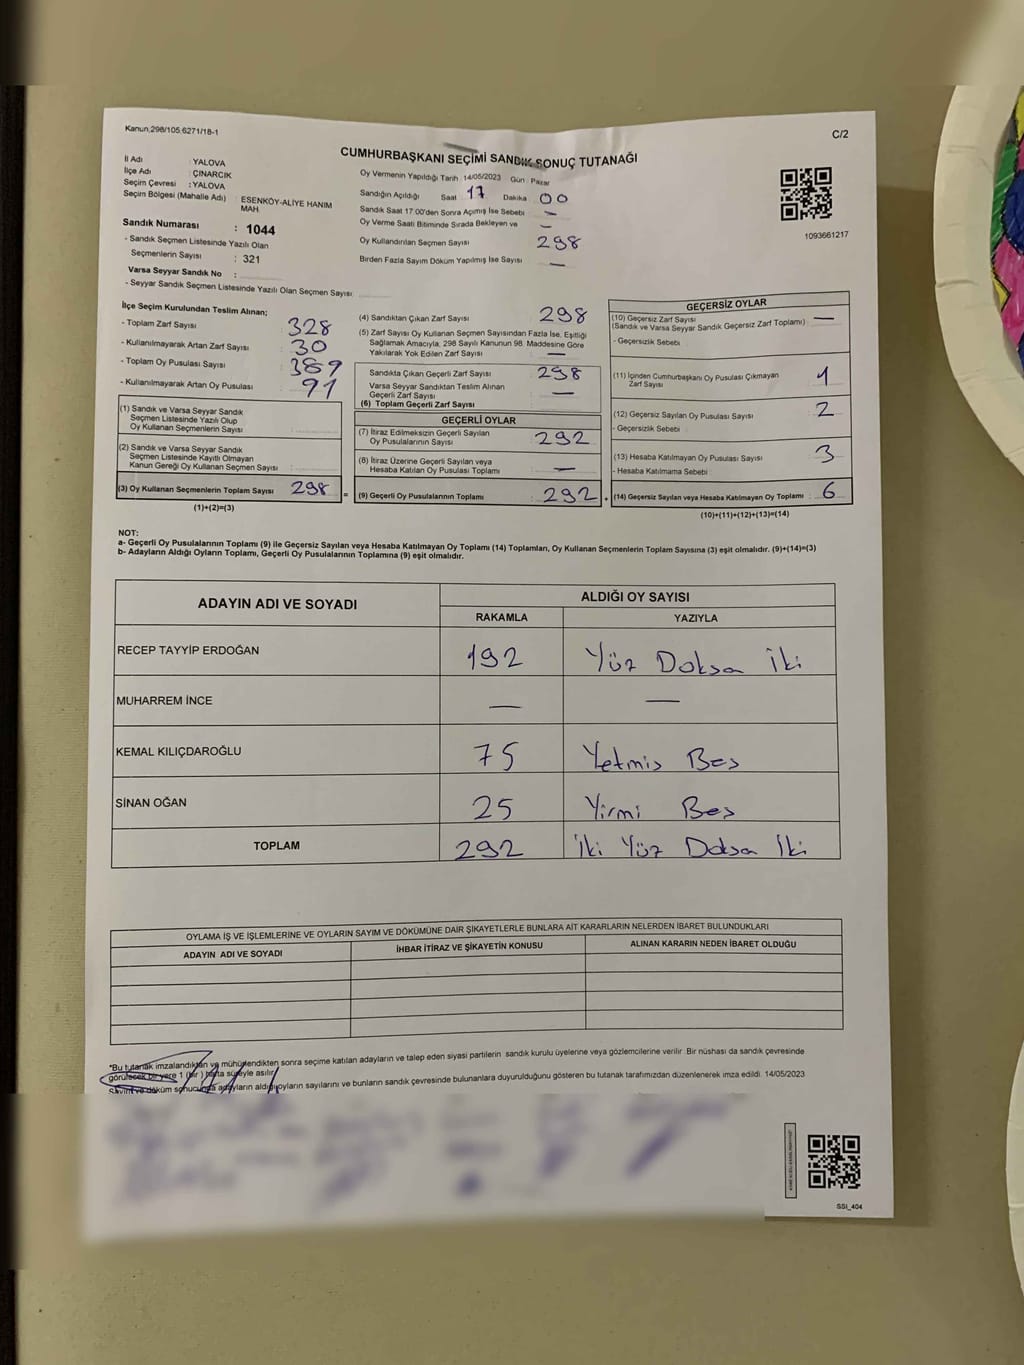 Kanun,298/105,6271/18-1
C/2
CUMHURBAŞKANI SEÇİMİ SANDIK SONUÇ TUTANAĞI
İl Adı : YALOVA
İlçe Adı : ÇINARCIK
Seçim Çevresi : YALOVA
Seçim Bölgesi (Mahalle Adı) : ESENKÖY-ALİYE HANIM
MAH.
Sandık Numarası : 1044
- Sandık Seçmen Listesinde Yazılı Olan
Seçmenlerin Sayısı : 321
Varsa Seyyar Sandık No :
- Seyyar Sandık Seçmen Listesinde Yazılı Olan Seçmen Sayısı
Oy Vermenin Yapıldığı Tarih 14/05/2023 Gün : Pazar
Sandığın Açıldığı Saat 17 Dakika 00
Sandık Saat 17:00'den Sonra Açımış İse Sebebi —
Oy Verme Saati Bitiminde Sırada Bekleyen ve —
Oy Kullandırılan Seçmen Sayısı 298
Birden Fazla Sayım Döküm Yapılmış İse Sayısı —
1093661217
İlçe Seçim Kurulundan Teslim Alınan;
- Toplam Zarf Sayısı : 328
- Kullanılmayarak Artan Zarf Sayısı : 30
- Toplam Oy Pusulası Sayısı : 389
- Kullanılmayarak Artan Oy Pusulası : 91
(1) Sandık ve Varsa Seyyar Sandık
Seçmen Listesinde Yazılı Olup
Oy Kullanan Seçmenlerin Sayısı
(2) Sandık ve Varsa Seyyar Sandık
Seçmen Listesinde Kayıtlı Olmayan
Kanun Gereği Oy Kullanan Seçmen Sayısı
(3) Oy Kullanan Seçmenlerin Toplam Sayısı 298
(1)+(2)=(3)
(4) Sandıktan Çıkan Zarf Sayısı 298
(5) Zarf Sayısı Oy Kullanan Seçmen Sayısından Fazla İse, Eşitliği
Sağlamak Amacıyla, 298 Sayılı Kanunun 98. Maddesine Göre
Yakılarak Yok Edilen Zarf Sayısı —
Sandıkta Çıkan Geçerli Zarf Sayısı 298
Varsa Seyyar Sandıktan Teslim Alınan
Geçerli Zarf Sayısı —
(6) Toplam Geçerli Zarf Sayısı
GEÇERLİ OYLAR
(7) İtiraz Edilmeksizin Geçerli Sayılan
Oy Pusulalarının Sayısı 292
(8) İtiraz Üzerine Geçerli Sayılan veya
Hesaba Katılan Oy Pusulası Toplamı —
= (9) Geçerli Oy Pusulalarının Toplamı : 292
GEÇERSİZ OYLAR
(10) Geçersiz Zarf Sayısı —
(Sandık ve Varsa Seyyar Sandık Geçersiz Zarf Toplamı)
- Geçersizlik Sebebi
(11) İçinden Cumhurbaşkanı Oy Pusulası Çıkmayan
Zarf Sayısı 1
(12) Geçersiz Sayılan Oy Pusulası Sayısı 2
- Geçersizlik Sebebi
(13) Hesaba Katılmayan Oy Pusulası Sayısı 3
- Hesaba Katılmama Sebebi
+ (14) Geçersiz Sayılan veya Hesaba Katılmayan Oy Toplamı : 6
(10)+(11)+(12)+(13)=(14)
NOT:
a- Geçerli Oy Pusulalarının Toplamı (9) ile Geçersiz Sayılan veya Hesaba Katılmayan Oy Toplamı (14) Toplamları, Oy Kullanan Seçmenlerin Toplam Sayısına (3) eşit olmalıdır. (9)+(14)=(3)
b- Adayların Aldığı Oyların Toplamı, Geçerli Oy Pusulalarının Toplamına (9) eşit olmalıdır.
ADAYIN ADI VE SOYADI ALDIĞI OY SAYISI
RAKAMLA YAZIYLA
RECEP TAYYİP ERDOĞAN 192 Yüz Doksa İki
MUHARREM İNCE — —
KEMAL KILIÇDAROĞLU 75 Yetmis Bes
SİNAN OĞAN 25 Yirmi Bes
TOPLAM 292 İki Yüz Doksa İki
OYLAMA İŞ VE İŞLEMLERİNE VE OYLARIN SAYIM VE DÖKÜMÜNE DAİR ŞİKAYETLERLE BUNLARA AİT KARARLARIN NELERDEN İBARET BULUNDUKLARI
ADAYIN ADI VE SOYADI İHBAR İTİRAZ VE ŞİKAYETİN KONUSU ALINAN KARARIN NEDEN İBARET OLDUĞU
*Bu tutanak imzalandıktan ve mühürlendikten sonra seçime katılan adayların ve talep eden siyasi partilerin sandık kurulu üyelerine veya gözlemcilerine verilir. Bir nüshası da sandık çevresinde
görülecek bir yere 1 (bir) hafta süreyle asılır.
Sayım ve döküm sonucunda adayların aldığı oyların sayılarını ve bunların sandık çevresinde bulunanlara duyurulduğunu gösteren bu tutanak tarafımızdan düzenlenerek imza edildi. 14/05/2023
SSI_404